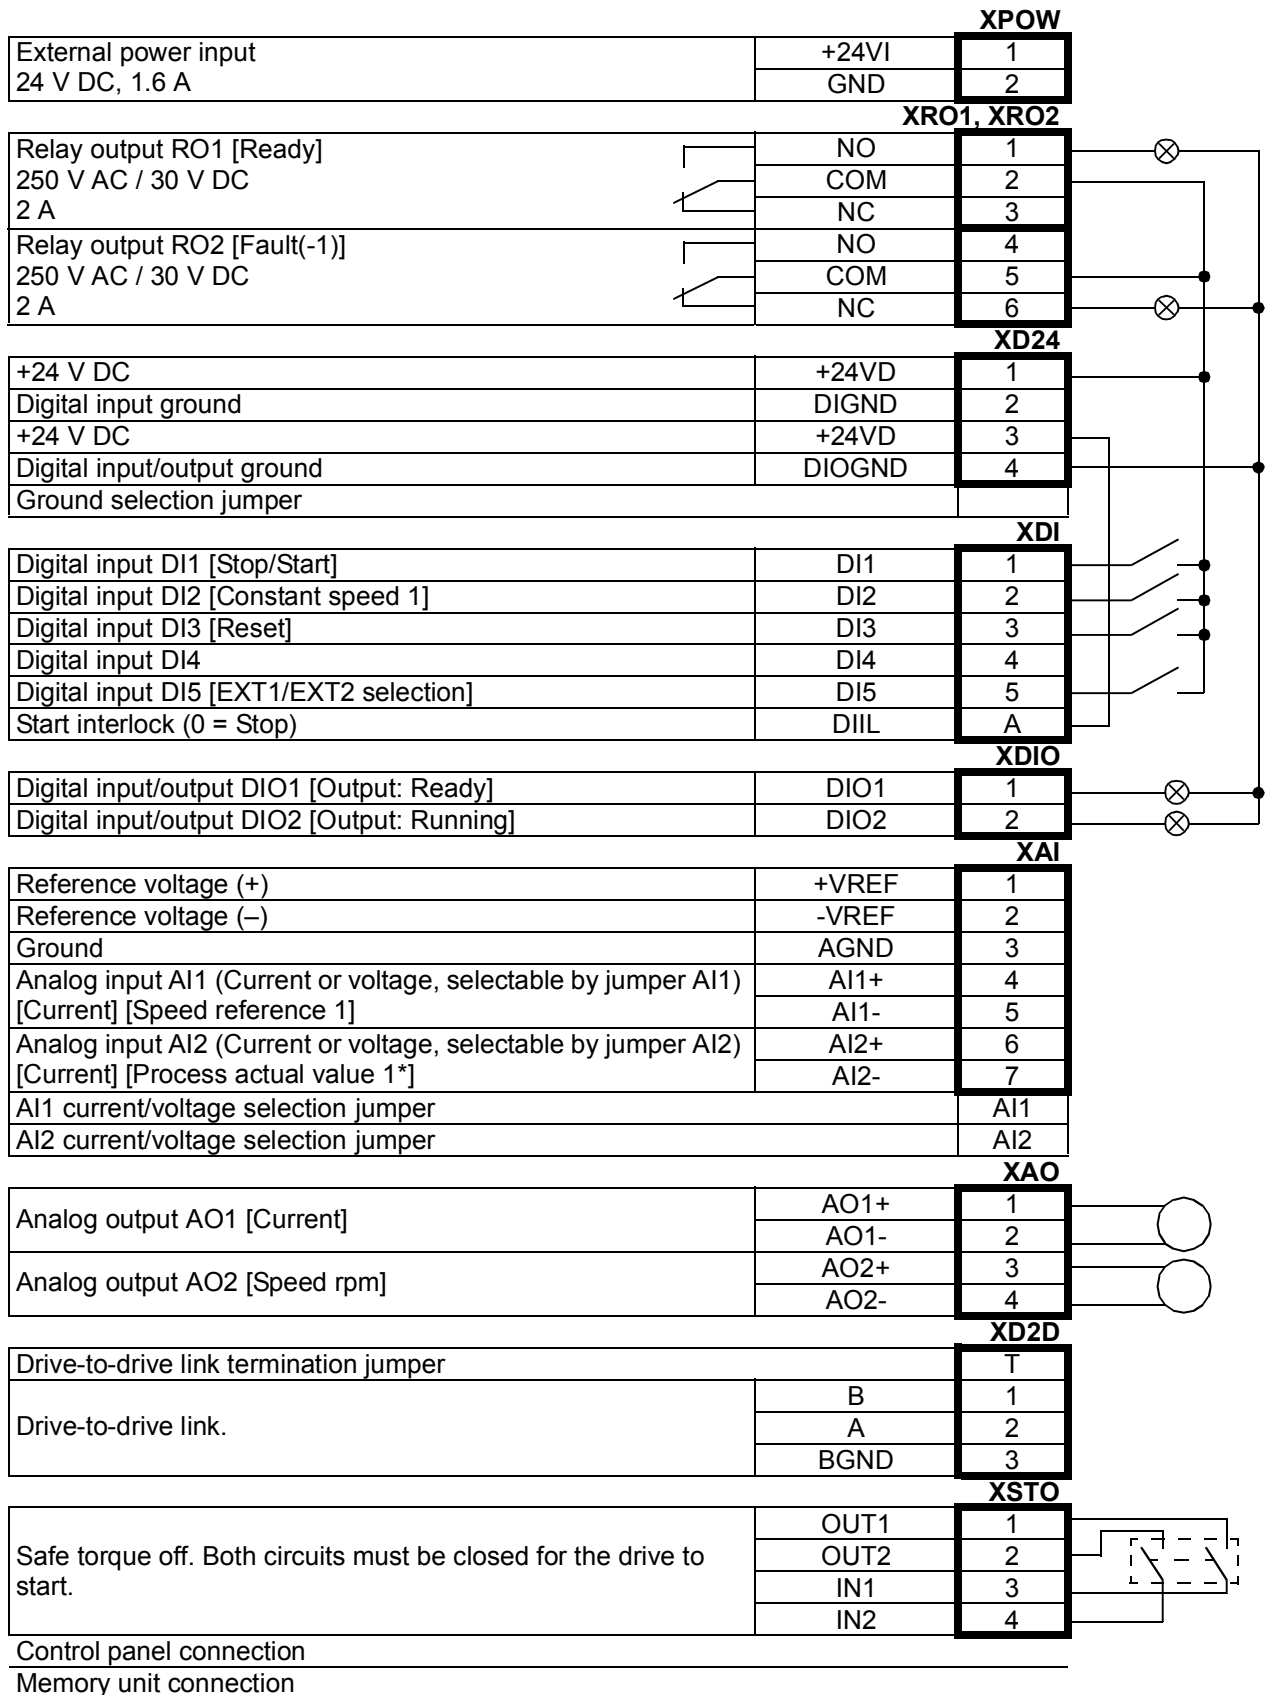 XPOW
External power input +24VI 1
24 V DC, 1.6 A GND 2
XRO1, XRO2
Relay output RO1 [Ready] NO 1
250 V AC / 30 V DC COM 2
2 A NC 3
Relay output RO2 [Fault(-1)] NO 4
250 V AC / 30 V DC COM 5
2 A NC 6
XD24
+24 V DC +24VD 1
Digital input ground DIGND 2
+24 V DC +24VD 3
Digital input/output ground DIOGND 4
Ground selection jumper
XDI
Digital input DI1 [Stop/Start] DI1 1
Digital input DI2 [Constant speed 1] DI2 2
Digital input DI3 [Reset] DI3 3
Digital input DI4 DI4 4
Digital input DI5 [EXT1/EXT2 selection] DI5 5
Start interlock (0 = Stop) DIIL A
XDIO
Digital input/output DIO1 [Output: Ready] DIO1 1
Digital input/output DIO2 [Output: Running] DIO2 2
XAI
Reference voltage (+) +VREF 1
Reference voltage (–) -VREF 2
Ground AGND 3
Analog input AI1 (Current or voltage, selectable by jumper AI1) AI1+ 4
[Current] [Speed reference 1] AI1- 5
Analog input AI2 (Current or voltage, selectable by jumper AI2) AI2+ 6
[Current] [Process actual value 1*] AI2- 7
AI1 current/voltage selection jumper AI1
AI2 current/voltage selection jumper AI2
XAO
Analog output AO1 [Current] AO1+ 1
AO1- 2
Analog output AO2 [Speed rpm] AO2+ 3
AO2- 4
XD2D
Drive-to-drive link termination jumper T
B 1
Drive-to-drive link. A 2
BGND 3
XSTO
OUT1 1
Safe torque off. Both circuits must be closed for the drive to OUT2 2
start. IN1 3
IN2 4
Control panel connection
Memory unit connection